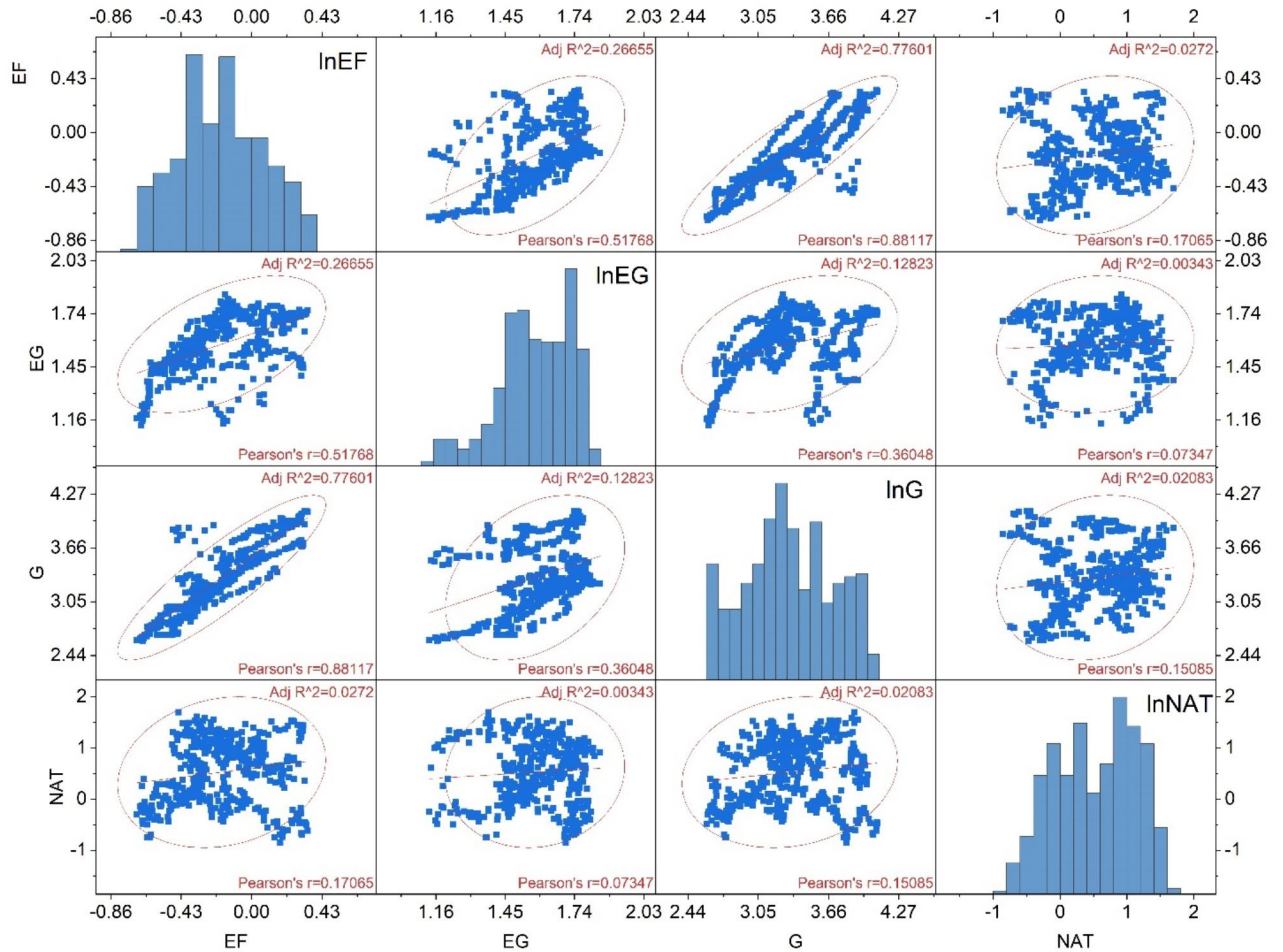 -0.86 -0.43 0.00 0.43 1.16 1.45 1.74 2.03 2.44 3.05 3.66 4.27 -1 0 1 2
EF
0.43
0.00
-0.43
-0.86
lnEF
Adj R^2=0.26655
Pearson's r=0.51768
Adj R^2=0.77601
Pearson's r=0.88117
Adj R^2=0.0272
Pearson's r=0.17065
0.43
0.00
-0.43
-0.86
EG
2.03
1.74
1.45
1.16
Adj R^2=0.26655
Pearson's r=0.51768
lnEG
Adj R^2=0.12823
Pearson's r=0.36048
Adj R^2=0.00343
Pearson's r=0.07347
2.03
1.74
1.45
1.16
G
4.27
3.66
3.05
2.44
Adj R^2=0.77601
Pearson's r=0.88117
Adj R^2=0.12823
Pearson's r=0.36048
lnG
Adj R^2=0.02083
Pearson's r=0.15085
4.27
3.66
3.05
2.44
NAT
2
1
0
-1
Adj R^2=0.0272
Pearson's r=0.17065
Adj R^2=0.00343
Pearson's r=0.07347
Adj R^2=0.02083
Pearson's r=0.15085
lnNAT
2
1
0
-1
-0.86 -0.43 0.00 0.43 1.16 1.45 1.74 2.03 2.44 3.05 3.66 4.27 -1 0 1 2
EF EG G NAT